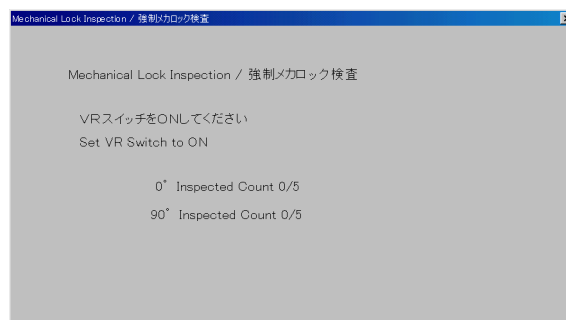 Mechanical Lock Inspection / 強制メカロック検査
Mechanical Lock Inspection / 強制メカロック検査
VRスイッチをONしてください
Set VR Switch to ON
0° Inspected Count 0/5
90° Inspected Count 0/5